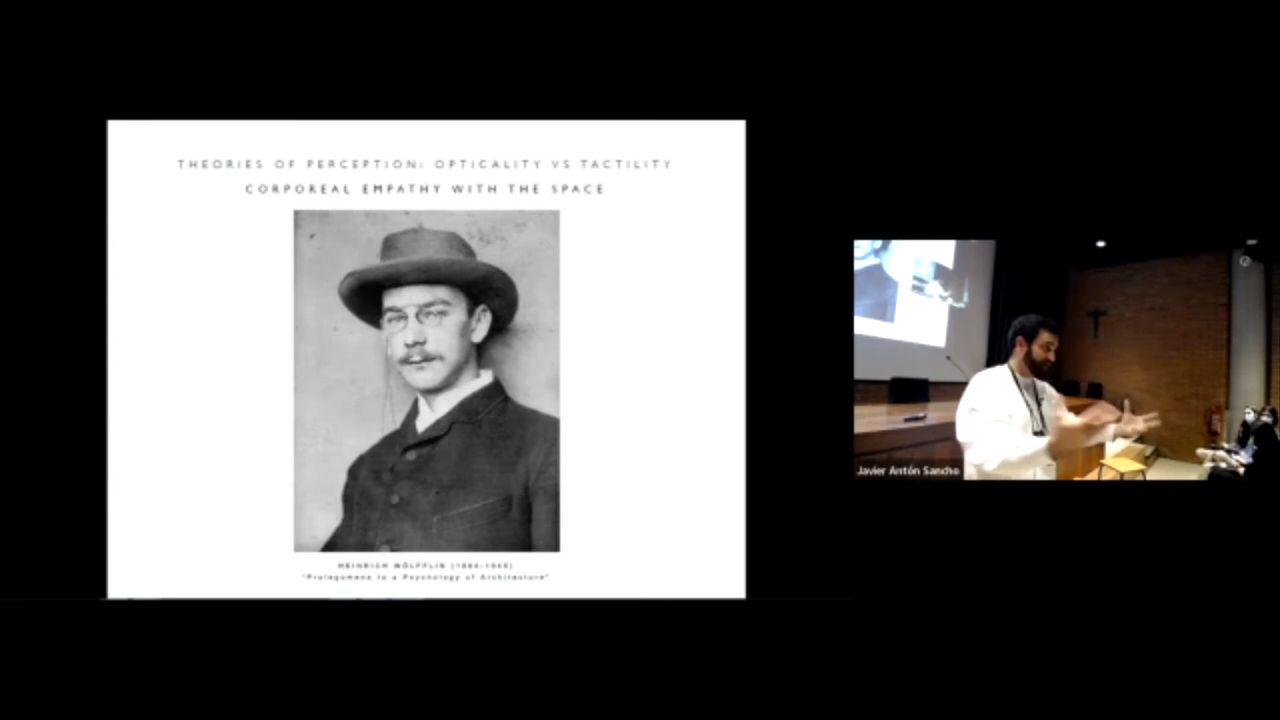 THEORIES OF PERCEPTION: OPTICALITY VS TACTILITY
CORPOREAL EMPATHY WITH THE SPACE
HEINRICH WÖLFFLIN (1864-1945)
"Prolegomena to a Psychology of Architecture"
Javier Antón Sancho